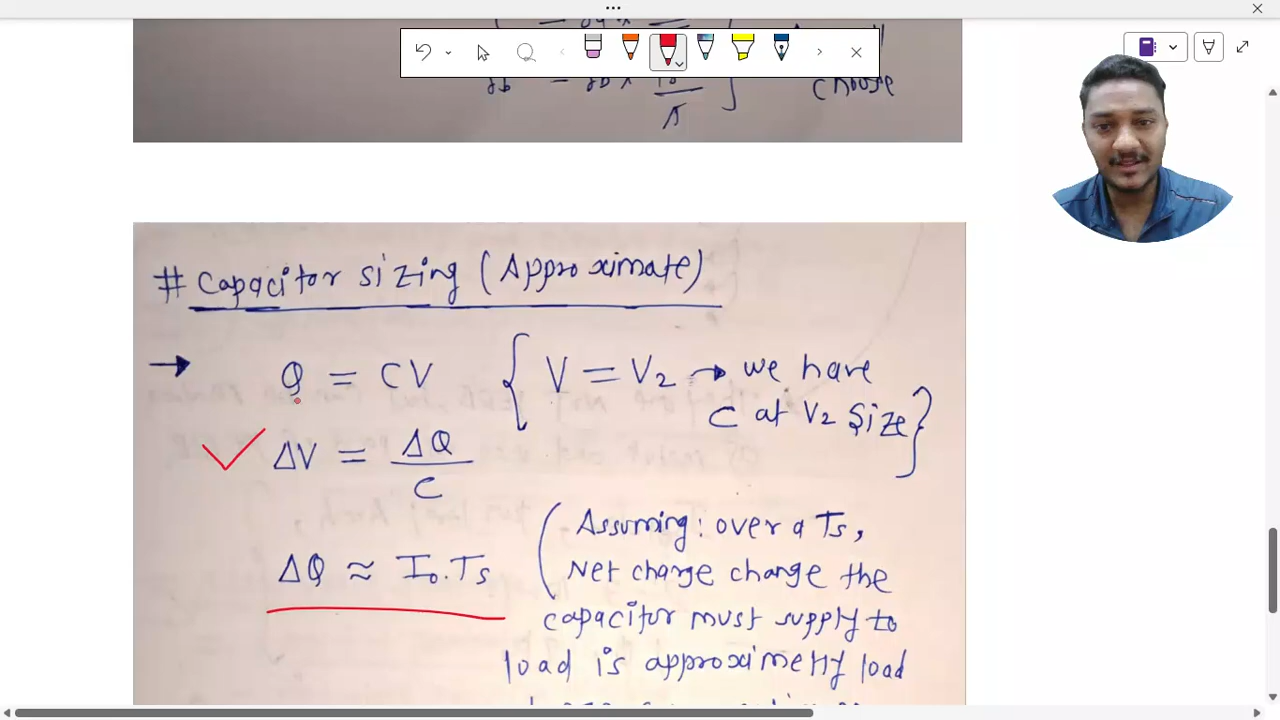 choose
π
# Capacitor sizing (Approximate)
→ Q = CV { V = V2 → we have
C at V2 Size }
ΔV = ΔQ / C
(Assuming: over a Ts,
ΔQ ≈ Io.Ts Net charge change the
capacitor must supply to
load is approximetly load